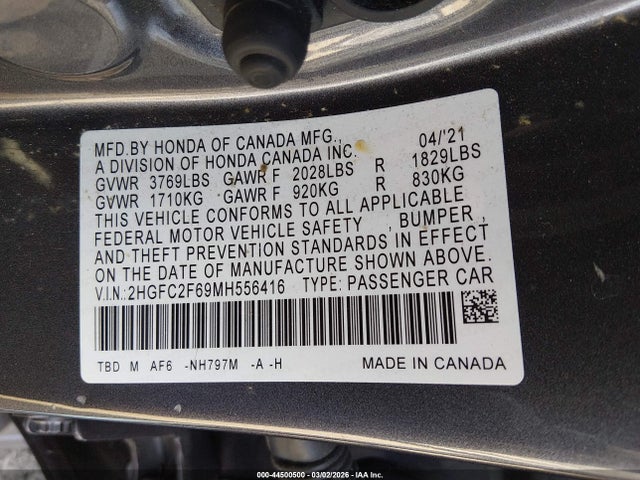 MFD.BY HONDA OF CANADA MFG., 04/'21
A DIVISION OF HONDA CANADA INC.
GVWR 3769LBS GAWR F 2028LBS R 1829LBS
GVWR 1710KG GAWR F 920KG R 830KG
THIS VEHICLE CONFORMS TO ALL APPLICABLE
FEDERAL MOTOR VEHICLE SAFETY , BUMPER ,
AND THEFT PREVENTION STANDARDS IN EFFECT
ON THE DATE OF MANUFACTURE SHOWN ABOVE.
V.I.N.:2HGFC2F69MH556416 TYPE: PASSENGER CAR
TBD M AF6 -NH797M -A -H MADE IN CANADA
000-44500500 - 03/02/2026 - IAA Inc.